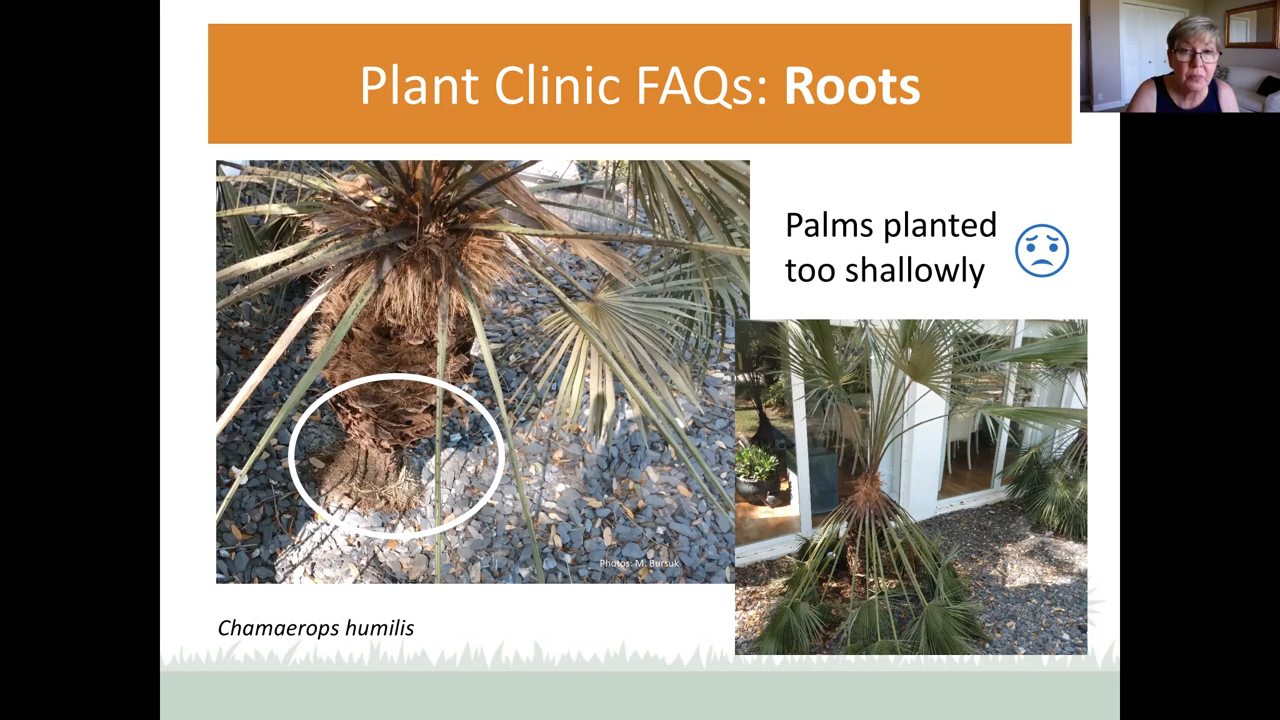 Plant Clinic FAQs: Roots
Palms planted
too shallowly
Photos: M. Bursuk
Chamaerops humilis